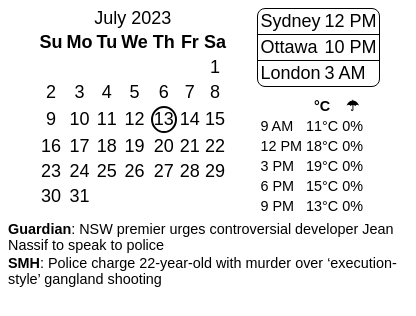 July 2023
Su Mo Tu We Th Fr Sa
1
2 3 4 5 6 7 8
9 10 11 12 13 14 15
16 17 18 19 20 21 22
23 24 25 26 27 28 29
30 31
Sydney 12 PM
Ottawa 10 PM
London 3 AM
°C ☂
9 AM 11°C 0%
12 PM 18°C 0%
3 PM 19°C 0%
6 PM 15°C 0%
9 PM 13°C 0%
Guardian: NSW premier urges controversial developer Jean
Nassif to speak to police
SMH: Police charge 22-year-old with murder over ‘execution-
style’ gangland shooting